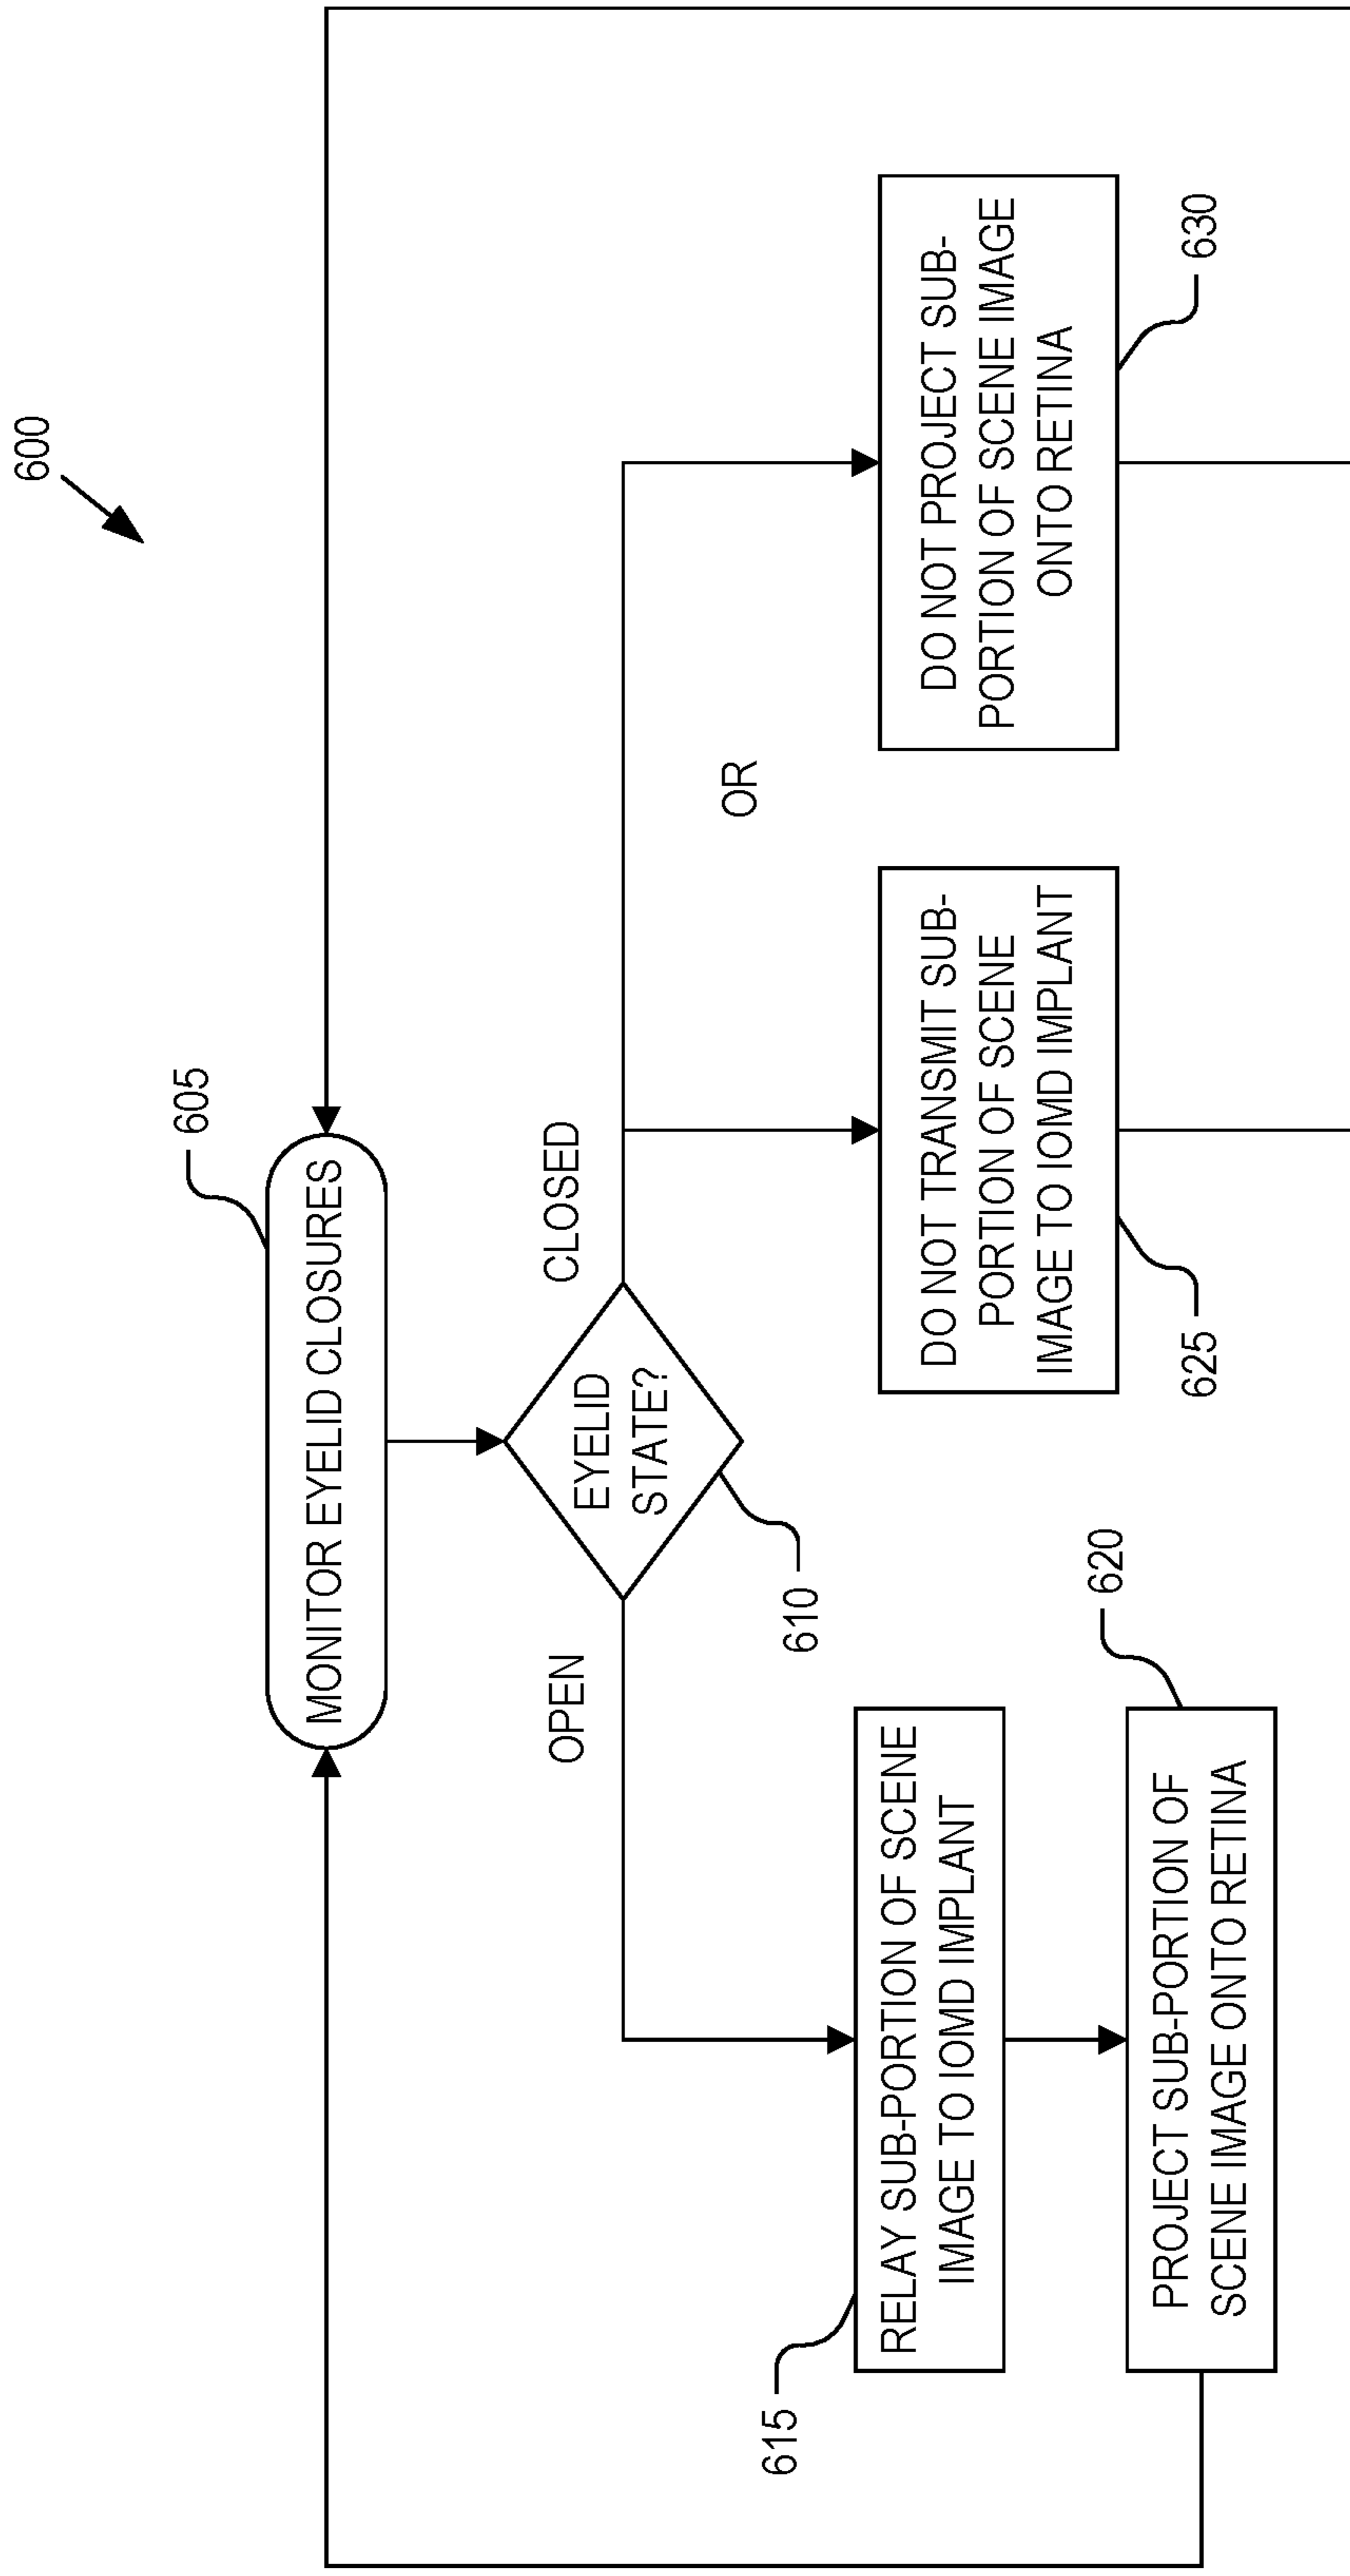 600
605
MONITOR EYELID CLOSURES
OPEN
CLOSED
EYELID
STATE?
610
OR
615
RELAY SUB-PORTION OF SCENE
IMAGE TO IOMD IMPLANT
620
PROJECT SUB-PORTION OF
SCENE IMAGE ONTO RETINA
DO NOT TRANSMIT SUB-
PORTION OF SCENE
IMAGE TO IOMD IMPLANT
625
DO NOT PROJECT SUB-
PORTION OF SCENE IMAGE
ONTO RETINA
630